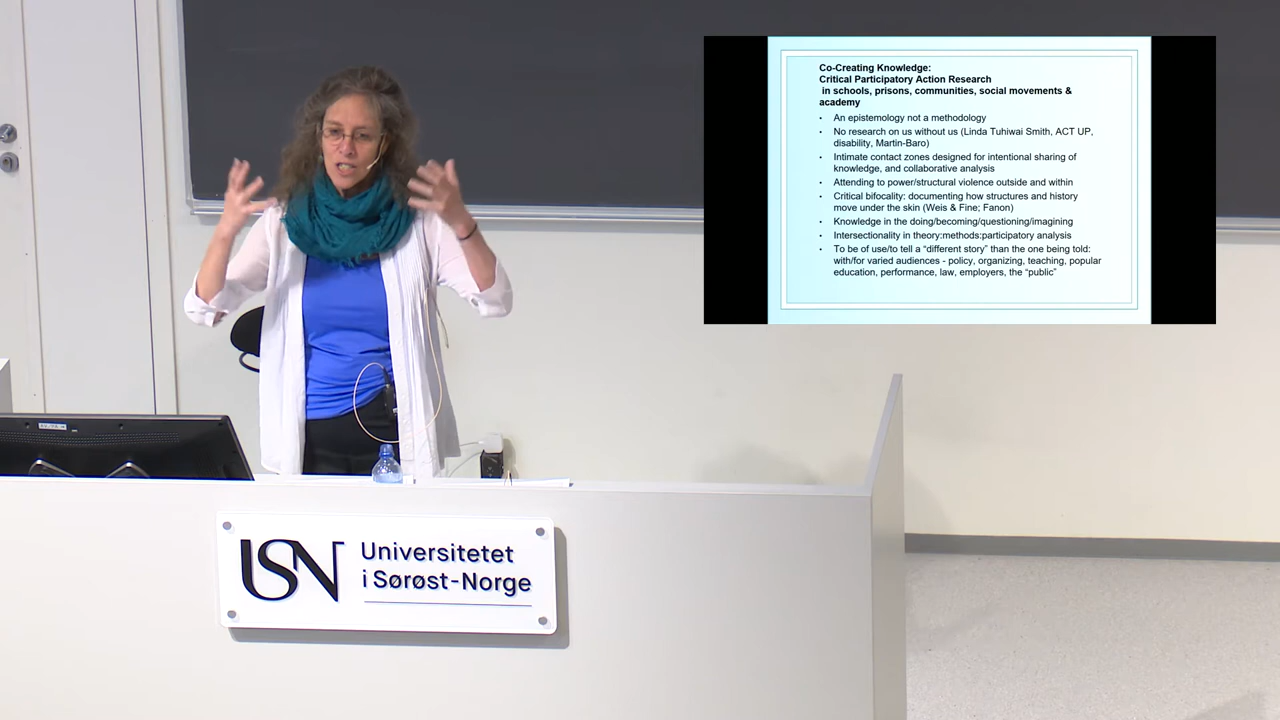 Co-Creating Knowledge:
Critical Participatory Action Research
in schools, prisons, communities, social movements &
academy
• An epistemology not a methodology
• No research on us without us (Linda Tuhiwai Smith, ACT UP,
disability, Martin-Baro)
• Intimate contact zones designed for intentional sharing of
knowledge, and collaborative analysis
• Attending to power/structural violence outside and within
• Critical bifocality: documenting how structures and history
move under the skin (Weis & Fine; Fanon)
• Knowledge in the doing/becoming/questioning/imagining
• Intersectionality in theory:methods:participatory analysis
• To be of use/to tell a “different story” than the one being told:
with/for varied audiences - policy, organizing, teaching, popular
education, performance, law, employers, the “public”
USN
Universitetet
i Sørøst-Norge